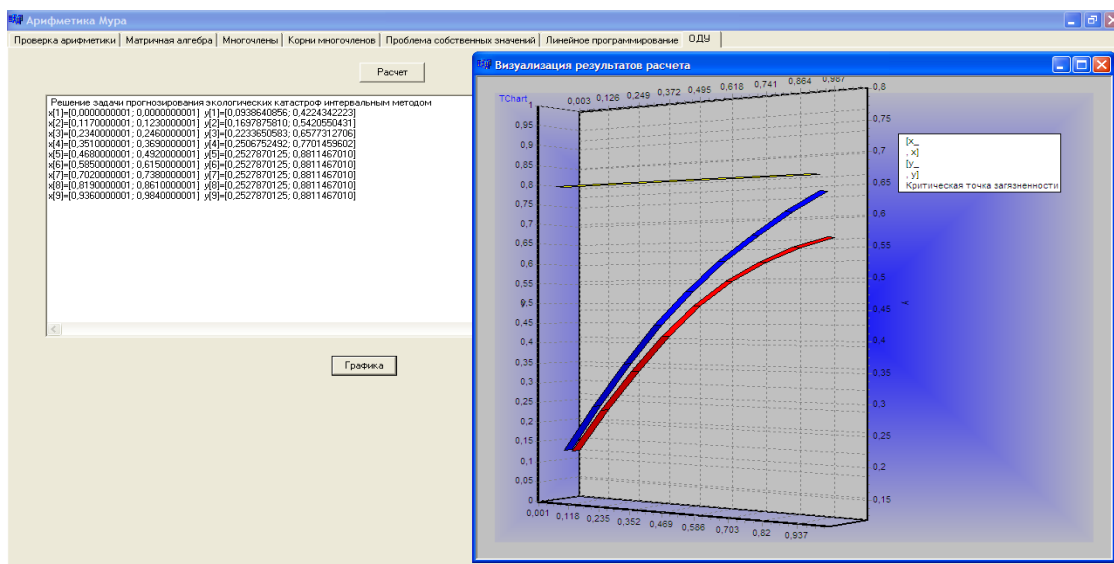 Арифметика Мура
Проверка арифметики Матричная алгебра Многочлены Корни многочленов Проблема собственных значений Линейное программирование ОДУ
Расчет
Решение задачи прогнозирования экологических катастроф интервальным методом
x[1]=[0,0000000001; 0,0000000001] y[1]=[0,0938640856; 0,4224342223]
x[2]=[0,1170000001; 0,1230000001] y[2]=[0,1697875810; 0,5420550431]
x[3]=[0,2340000001; 0,2460000001] y[3]=[0,2233650583; 0,6577312706]
x[4]=[0,3510000001; 0,3690000001] y[4]=[0,2506752492; 0,7701459602]
x[5]=[0,4680000001; 0,4920000001] y[5]=[0,2527870125; 0,8811467010]
x[6]=[0,5850000001; 0,6150000001] y[6]=[0,2527870125; 0,8811467010]
x[7]=[0,7020000001; 0,7380000001] y[7]=[0,2527870125; 0,8811467010]
x[8]=[0,8190000001; 0,8610000001] y[8]=[0,2527870125; 0,8811467010]
x[9]=[0,9360000001; 0,9840000001] y[9]=[0,2527870125; 0,8811467010]
Графика
Визуализация результатов расчета
TChart
0,003 0,126 0,249 0,372 0,495 0,618 0,741 0,864 0,987
1
0,95
0,9
0,85
0,8
0,75
0,7
0,65
0,6
0,55
0,5
0,45
0,4
0,35
0,3
0,25
0,2
0,15
0,1
0,05
0
0,001 0,118 0,235 0,352 0,469 0,586 0,703 0,82 0,937
0,8
0,75
0,7
0,65
0,6
0,55
0,5
0,45
0,4
0,35
0,3
0,25
0,2
0,15
Y
[x_
, x]
[y_
, y]
Критическая точка загязненности